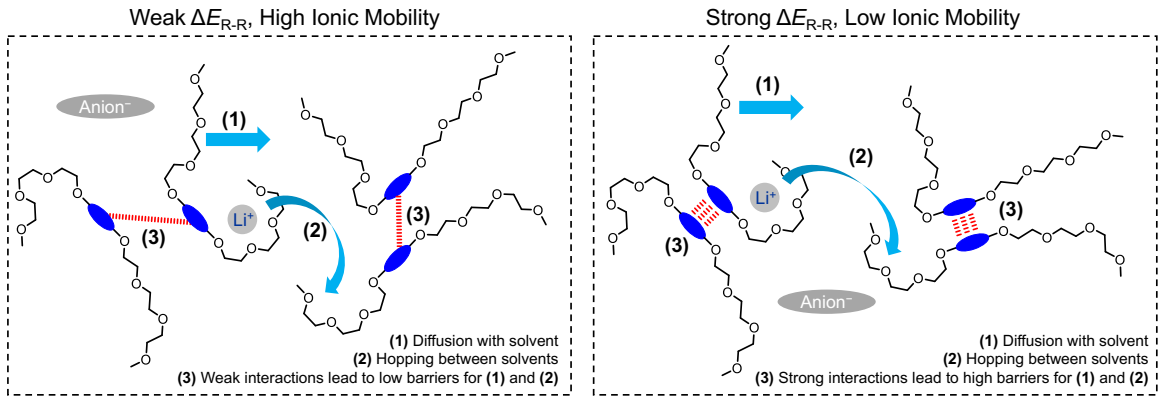 Weak ΔE_R-R, High Ionic Mobility
Anion⁻
(1)
Li⁺
(2)
(3)
(3)
(1) Diffusion with solvent
(2) Hopping between solvents
(3) Weak interactions lead to low barriers for (1) and (2)
Strong ΔE_R-R, Low Ionic Mobility
(1)
(2)
Li⁺
(3)
(3)
Anion⁻
(1) Diffusion with solvent
(2) Hopping between solvents
(3) Strong interactions lead to high barriers for (1) and (2)